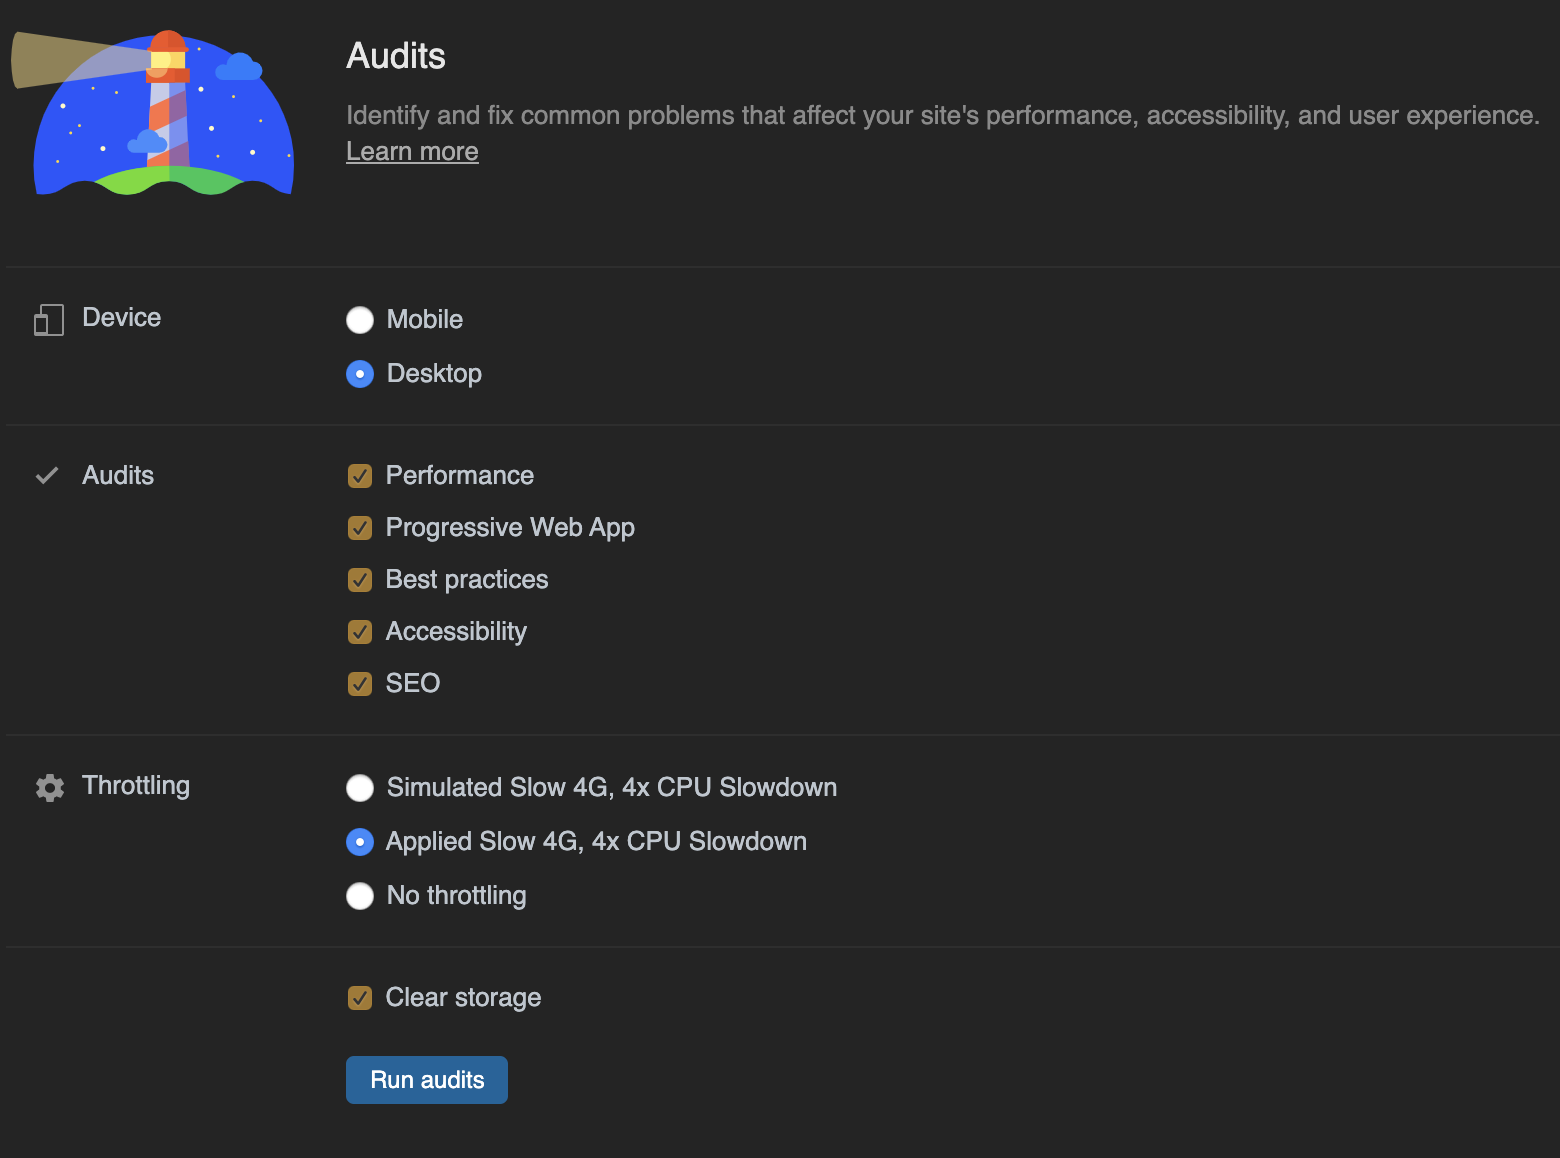 Audits
Identify and fix common problems that affect your site's performance, accessibility, and user experience.
Learn more
Device
Mobile
Desktop
Audits
Performance
Progressive Web App
Best practices
Accessibility
SEO
Throttling
Simulated Slow 4G, 4x CPU Slowdown
Applied Slow 4G, 4x CPU Slowdown
No throttling
Clear storage
Run audits